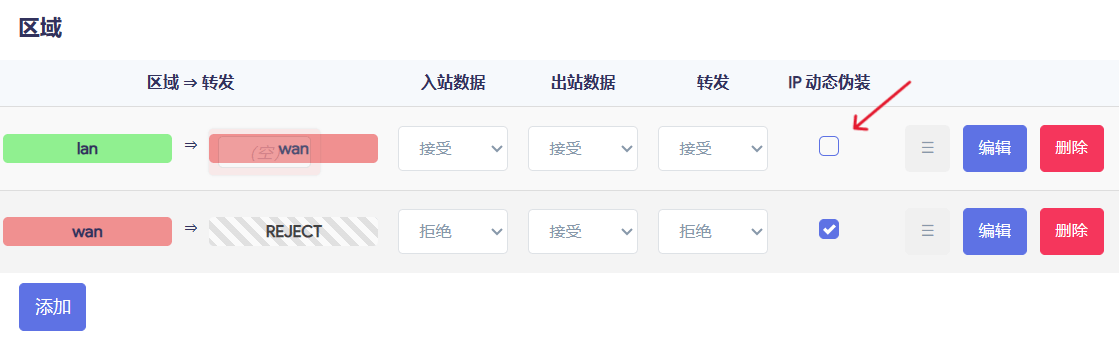 区域
区域 ⇒ 转发 入站数据 出站数据 转发 IP 动态伪装
lan ⇒ (空) wan 接受 接受 接受 ☰ 编辑 删除
wan ⇒ REJECT 拒绝 接受 拒绝 ☰ 编辑 删除
添加